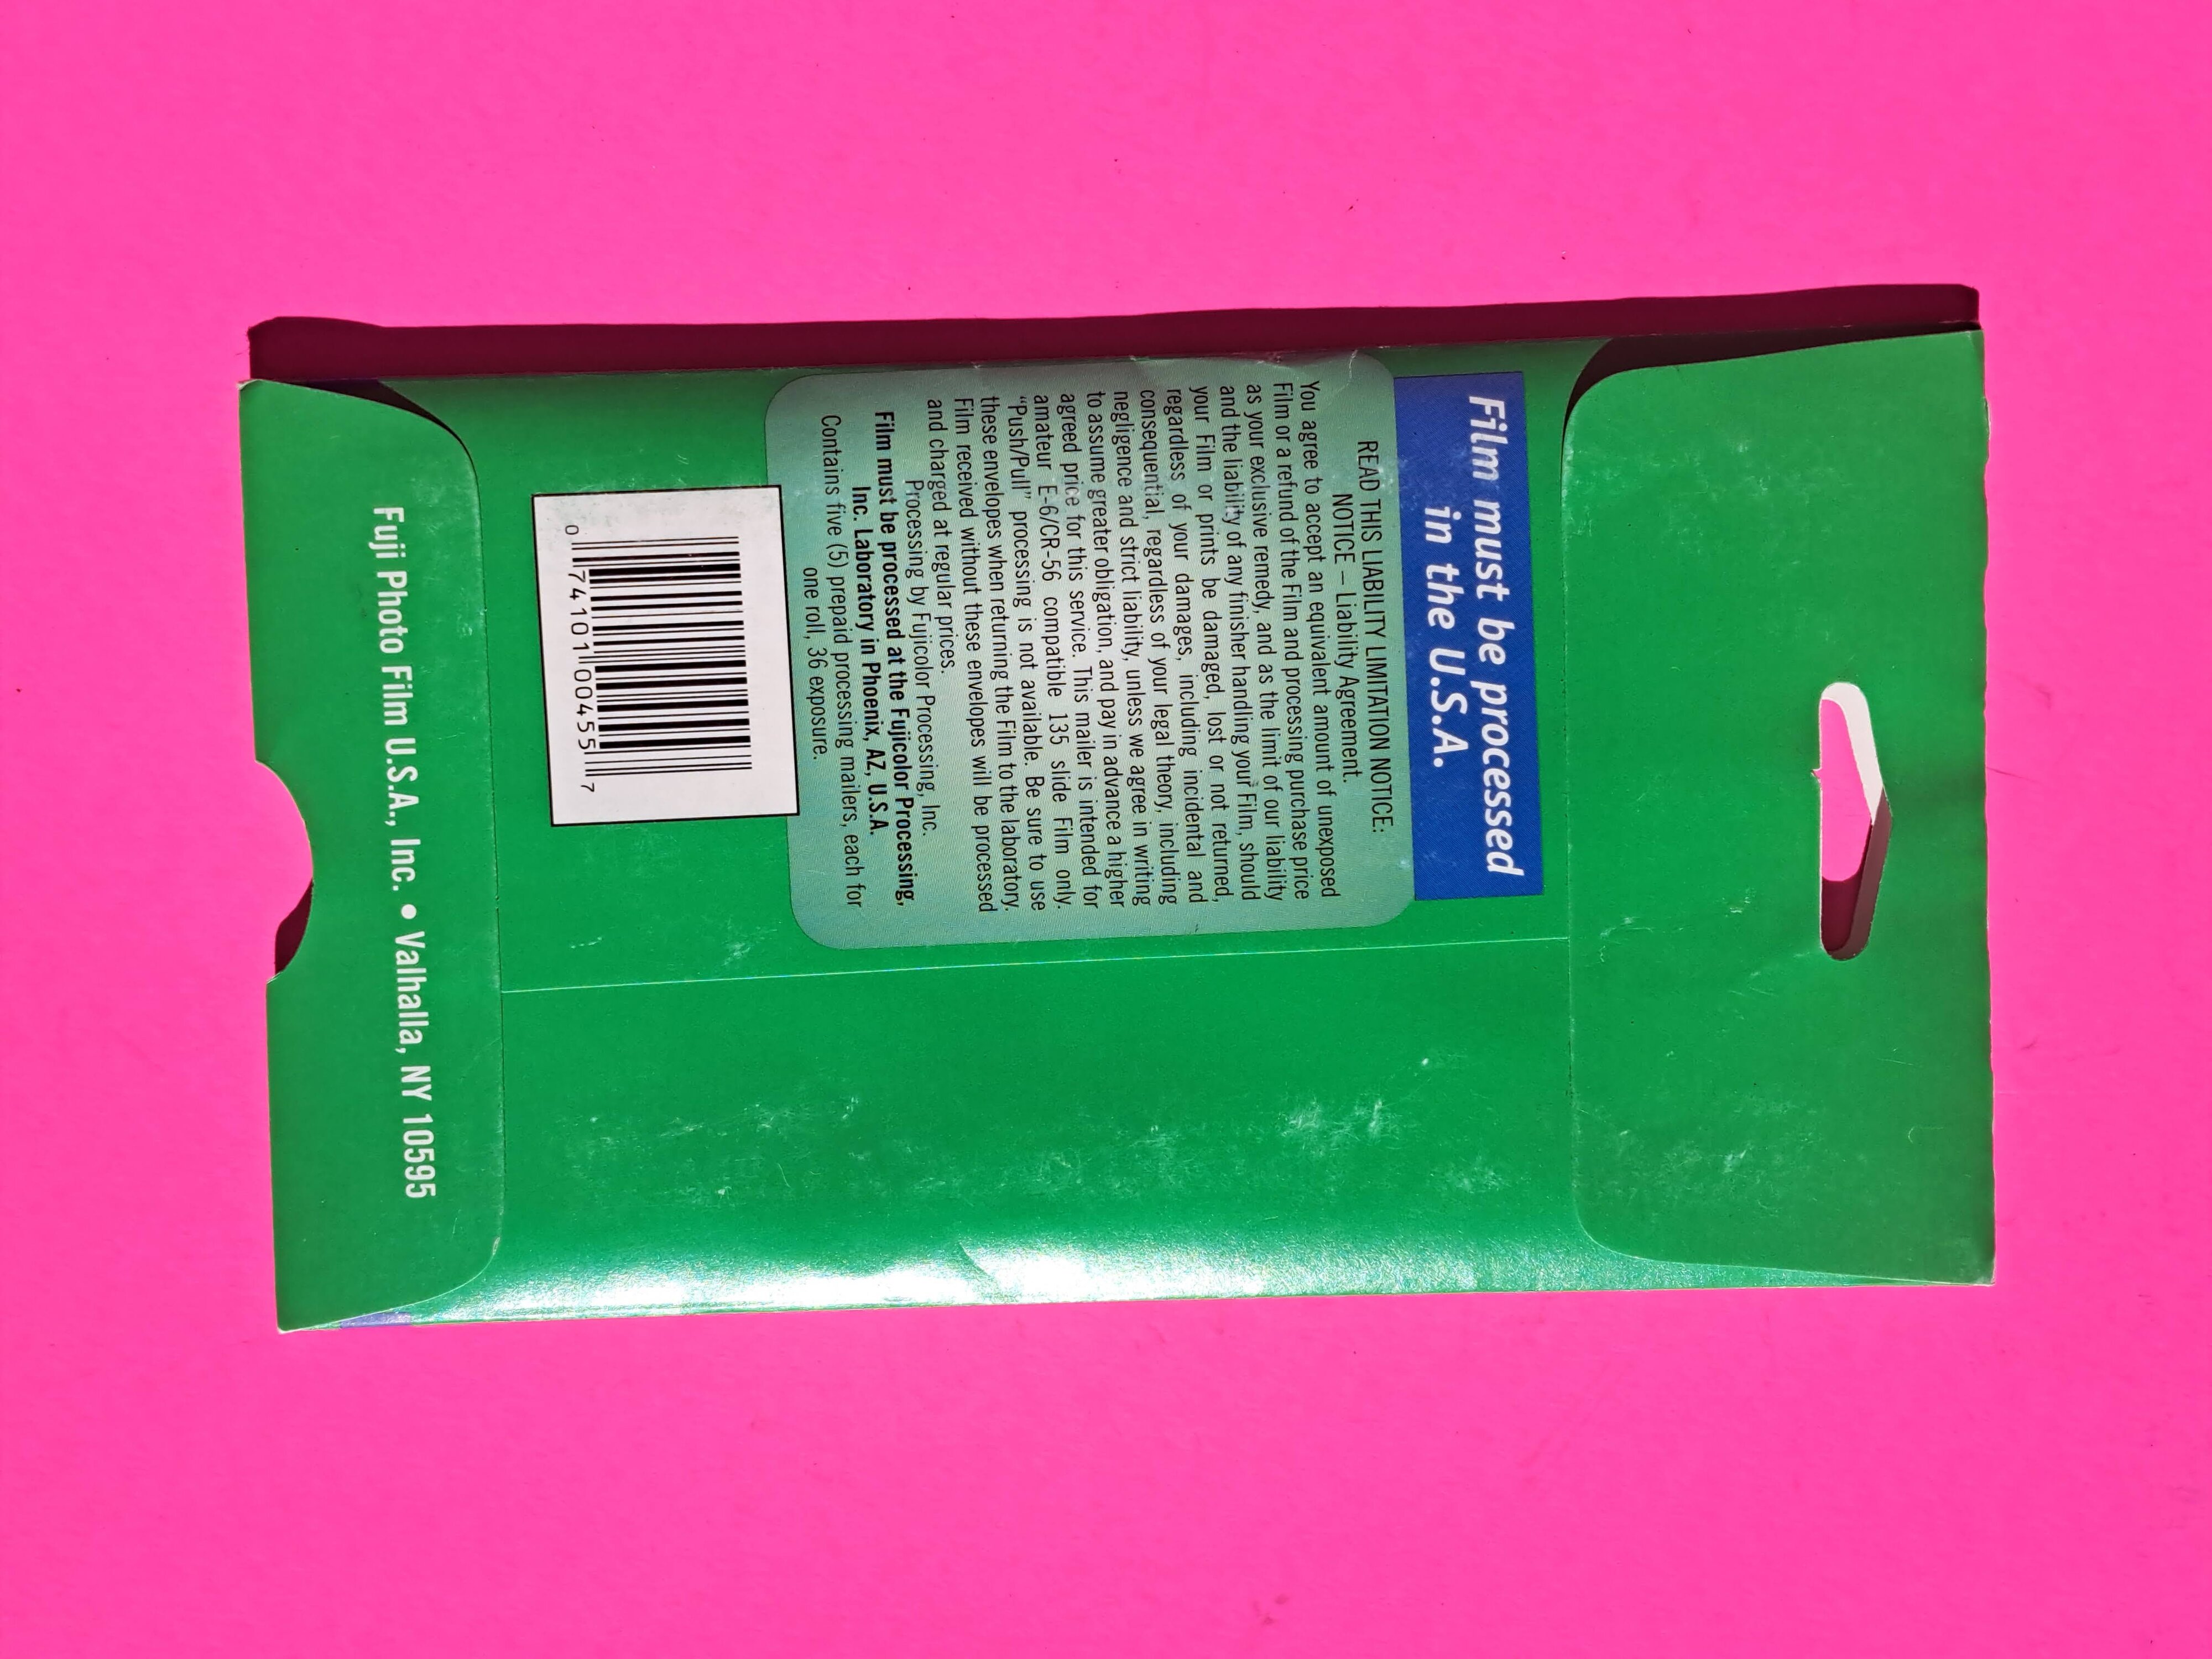 Film must be processed
in the U.S.A.
READ THIS LIABILITY LIMITATION NOTICE:
NOTICE – Liability Agreement.
You agree to accept an equivalent amount of unexposed
Film or a refund of the Film and processing purchase price
as your exclusive remedy, and as the limit of our liability
and the liability of any finisher handling your Film, should
your Film or prints be damaged, lost or not returned,
regardless of your damages, including incidental and
consequential, regardless of your legal theory, including
negligence and strict liability, unless we agree in writing
to assume greater obligation, and pay in advance a higher
agreed price for this service. This mailer is intended for
amateur E-6/CR-56 compatible 135 slide Film only.
"Push/Pull" processing is not available. Be sure to use
these envelopes when returning the Film to the laboratory.
Film received without these envelopes will be processed
and charged at regular prices.
Processing by Fujicolor Processing, Inc.
Film must be processed at the Fujicolor Processing,
Inc. Laboratory in Phoenix, AZ, U.S.A.
Contains five (5) prepaid processing mailers, each for
one roll, 36 exposure.
0 74101 00455 7
Fuji Photo Film U.S.A., Inc. • Valhalla, NY 10595